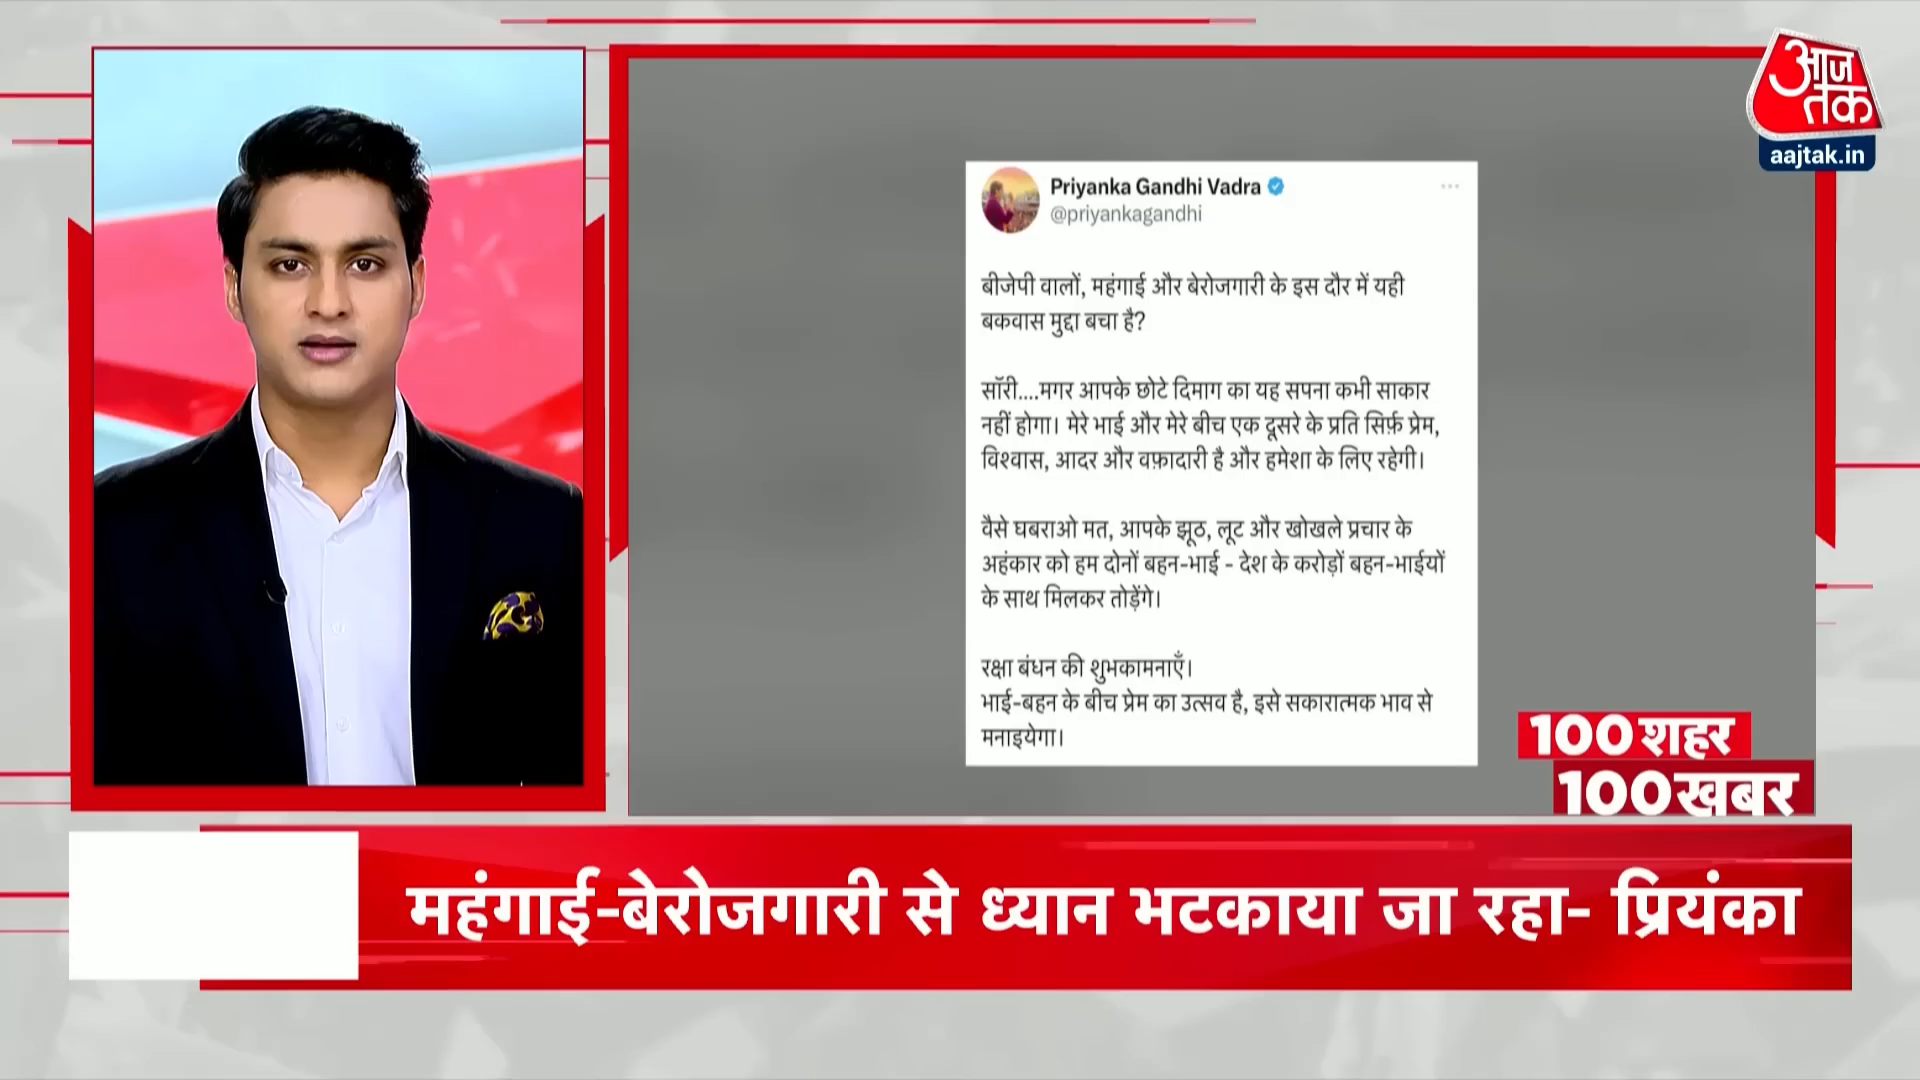 आज
तक
aajtak.in
Priyanka Gandhi Vadra
@priyankagandhi
बीजेपी वालों, महंगाई और बेरोजगारी के इस दौर में यही
बकवास मुद्दा बचा है?
सॉरी....मगर आपके छोटे दिमाग का यह सपना कभी साकार
नहीं होगा। मेरे भाई और मेरे बीच एक दूसरे के प्रति सिर्फ़ प्रेम,
विश्वास, आदर और वफ़ादारी है और हमेशा के लिए रहेगी।
वैसे घबराओ मत, आपके झूठ, लूट और खोखले प्रचार के
अहंकार को हम दोनों बहन-भाई - देश के करोड़ों बहन-भाईयों
के साथ मिलकर तोड़ेंगे।
रक्षा बंधन की शुभकामनाएँ।
भाई-बहन के बीच प्रेम का उत्सव है, इसे सकारात्मक भाव से
मनाइयेगा।
100 शहर
100 खबर
महंगाई-बेरोजगारी से ध्यान भटकाया जा रहा- प्रियंका